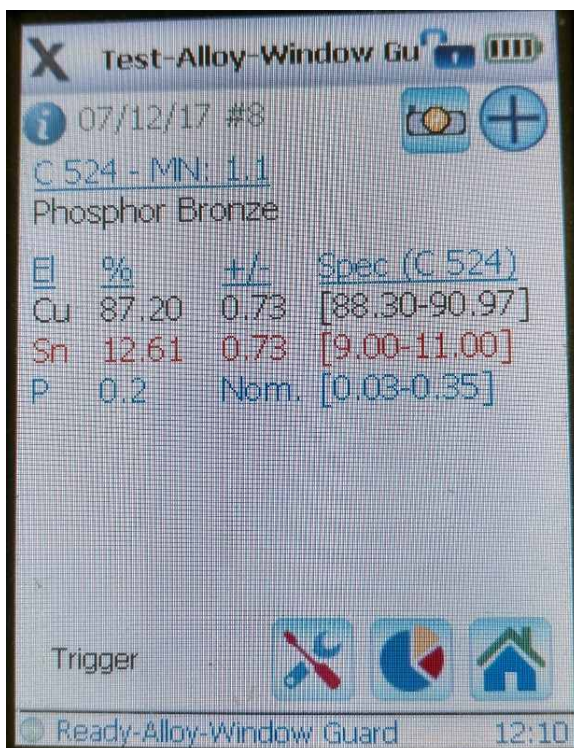 X Test-Alloy-Window Gu
i 07/12/17 #8
C 524 - MN: 1.1
Phosphor Bronze
El % +/- Spec (C 524)
Cu 87.20 0.73 [88.30-90.97]
Sn 12.61 0.73 [9.00-11.00]
P 0.2 Nom. [0.03-0.35]
Trigger
Ready-Alloy-Window Guard 12:10